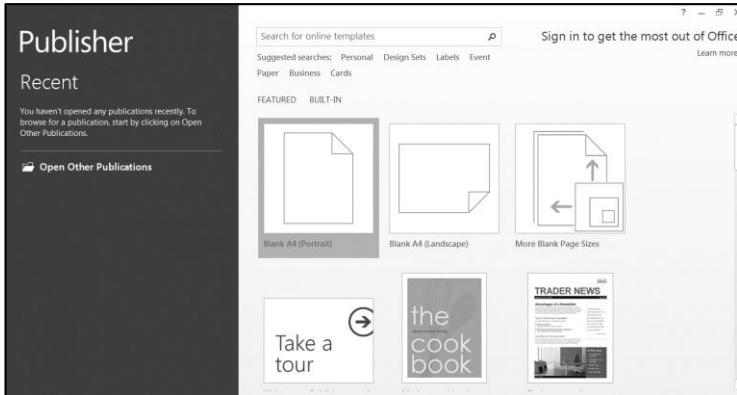 Publisher
Recent
You haven't opened any publications recently. To
browse for a publication, start by clicking on Open
Other Publications.
Open Other Publications
?
Search for online templates
Suggested searches: Personal Design Sets Labels Event
Paper Business Cards
Sign in to get the most out of Office
Learn more
FEATURED BUILT-IN
Blank A4 (Portrait)
Blank A4 (Landscape)
More Blank Page Sizes
Take a
tour
the
cook
book
TRADER NEWS
Advantages of a Newsletter